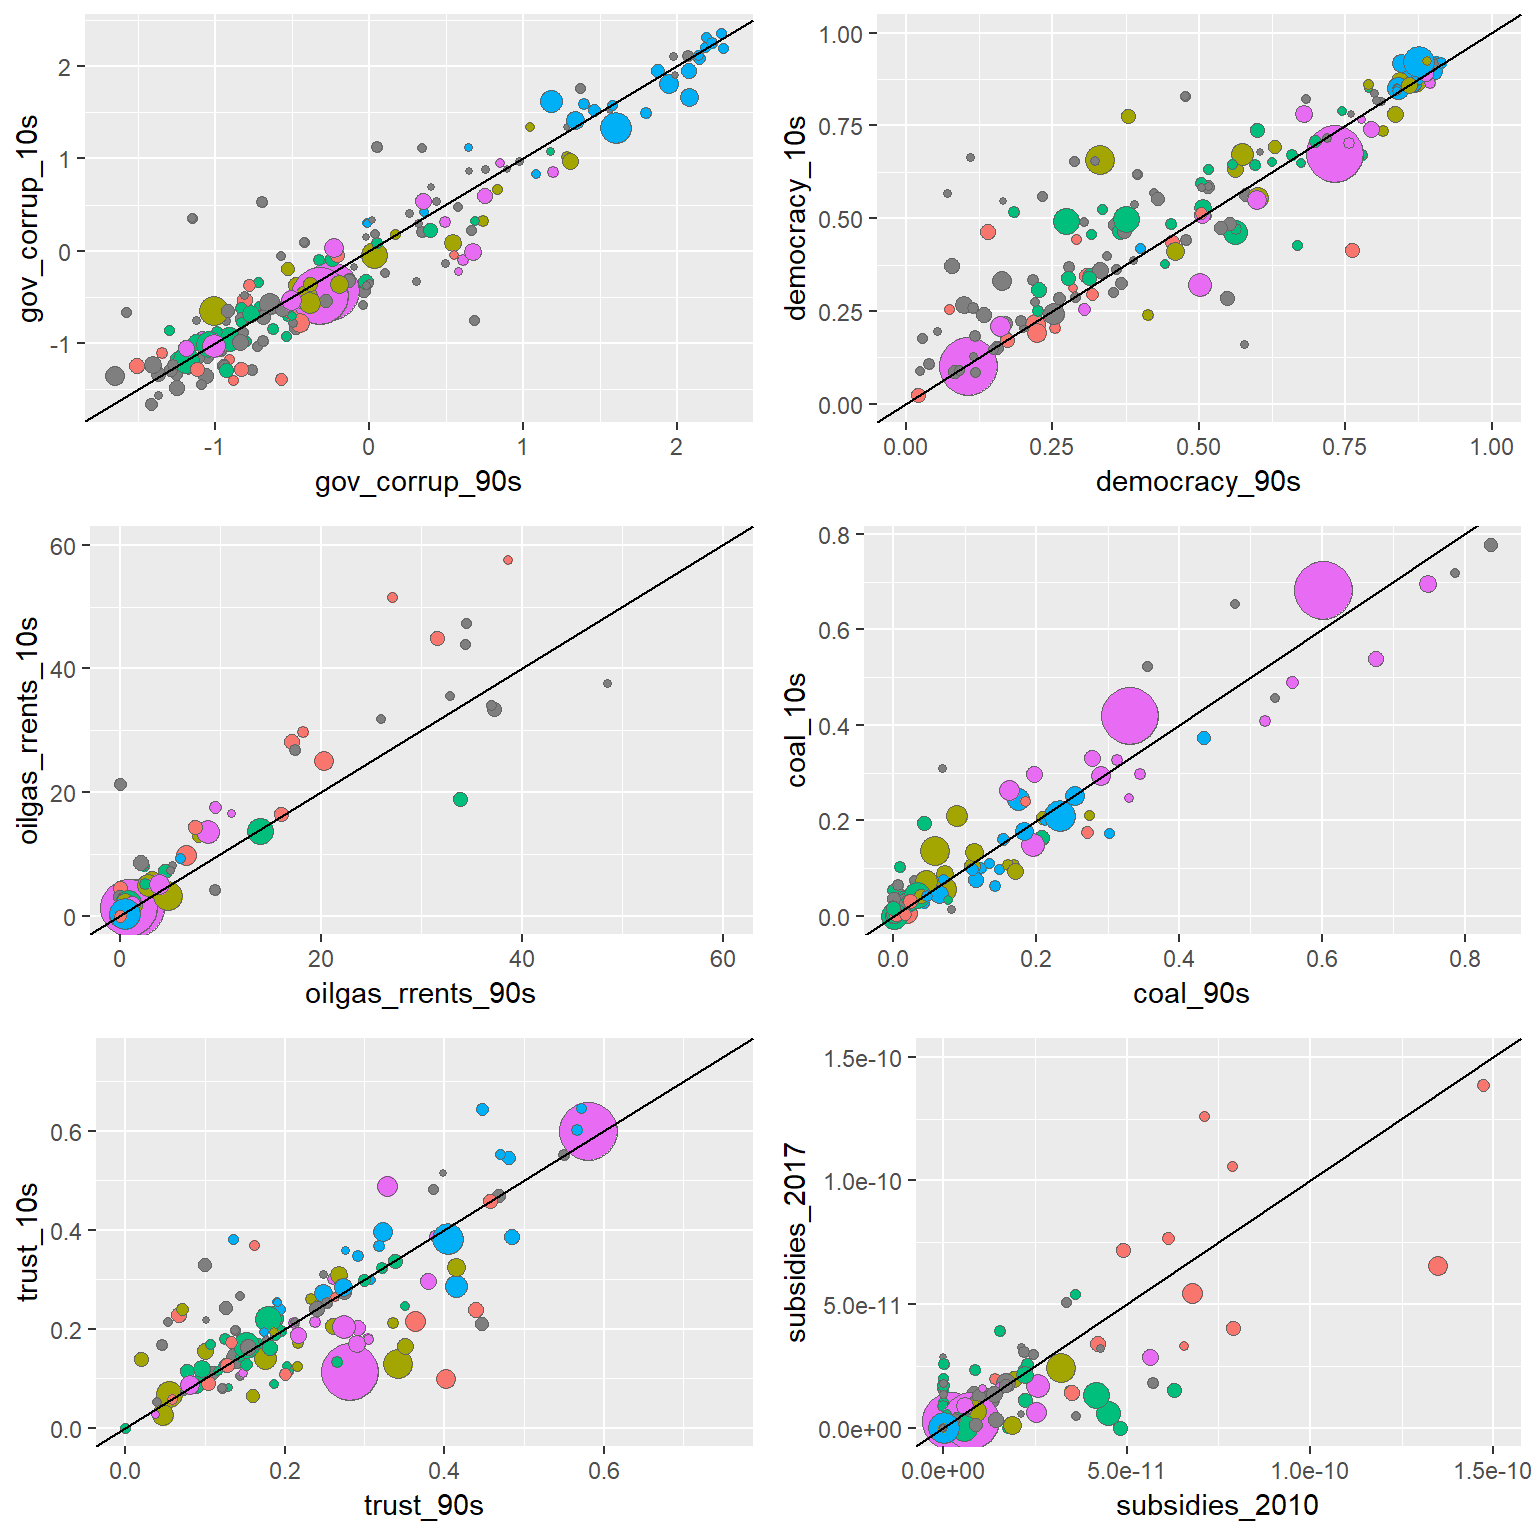 gov_corrup_10s
2
1
0
-1
-1
0
1
2
gov_corrup_90s
democracy_10s
1.00
0.75
0.50
0.25
0.00
0.00
0.25
0.50
0.75
1.00
democracy_90s
oilgas_rrents_10s
60
40
20
0
0
20
40
60
oilgas_rrents_90s
coal_10s
0.8
0.6
0.4
0.2
0.0
0.0
0.2
0.4
0.6
0.8
coal_90s
trust_10s
0.6
0.4
0.2
0.0
0.0
0.2
0.4
0.6
trust_90s
subsidies_2017
1.5e-10
1.0e-10
5.0e-11
0.0e+00
0.0e+00
5.0e-11
1.0e-10
1.5e-10
subsidies_2010